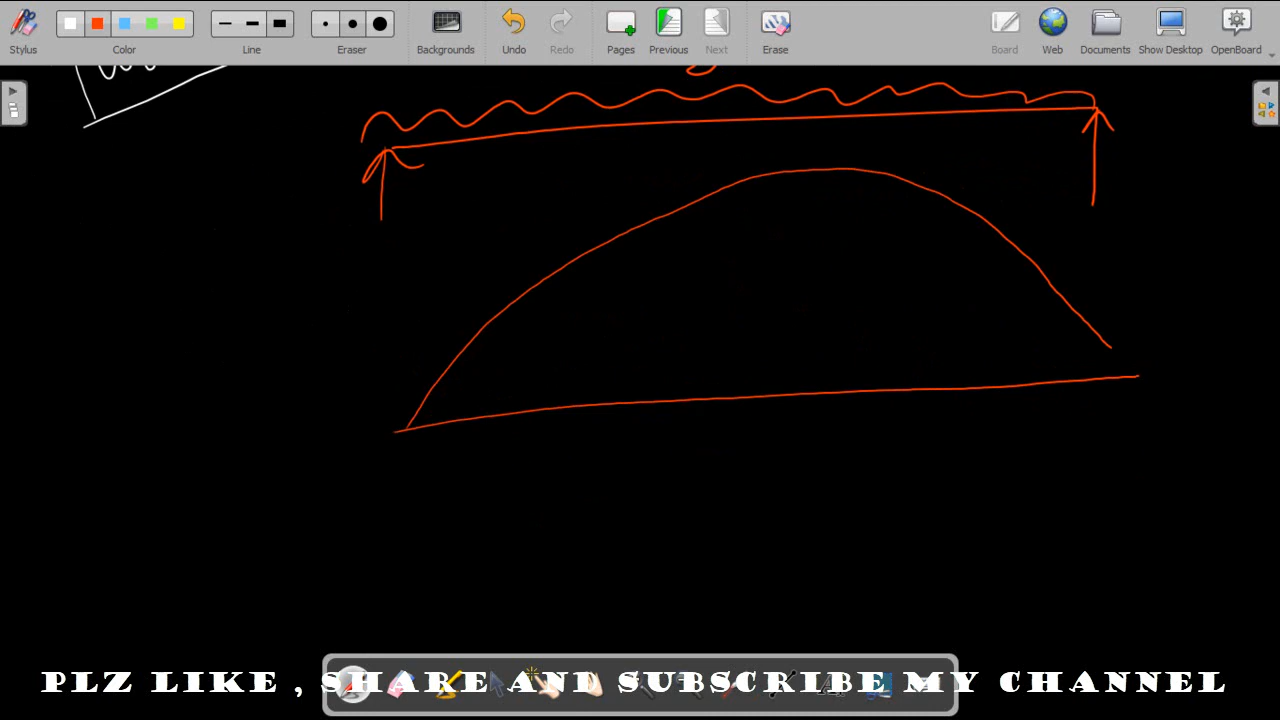 Stylus
Color
Line
Eraser
Backgrounds
Undo
Redo
Pages
Previous
Next
Erase
Board
Web
Documents
Show Desktop
OpenBoard
PLZ LIKE , SHARE AND SUBSCRIBE MY CHANNEL